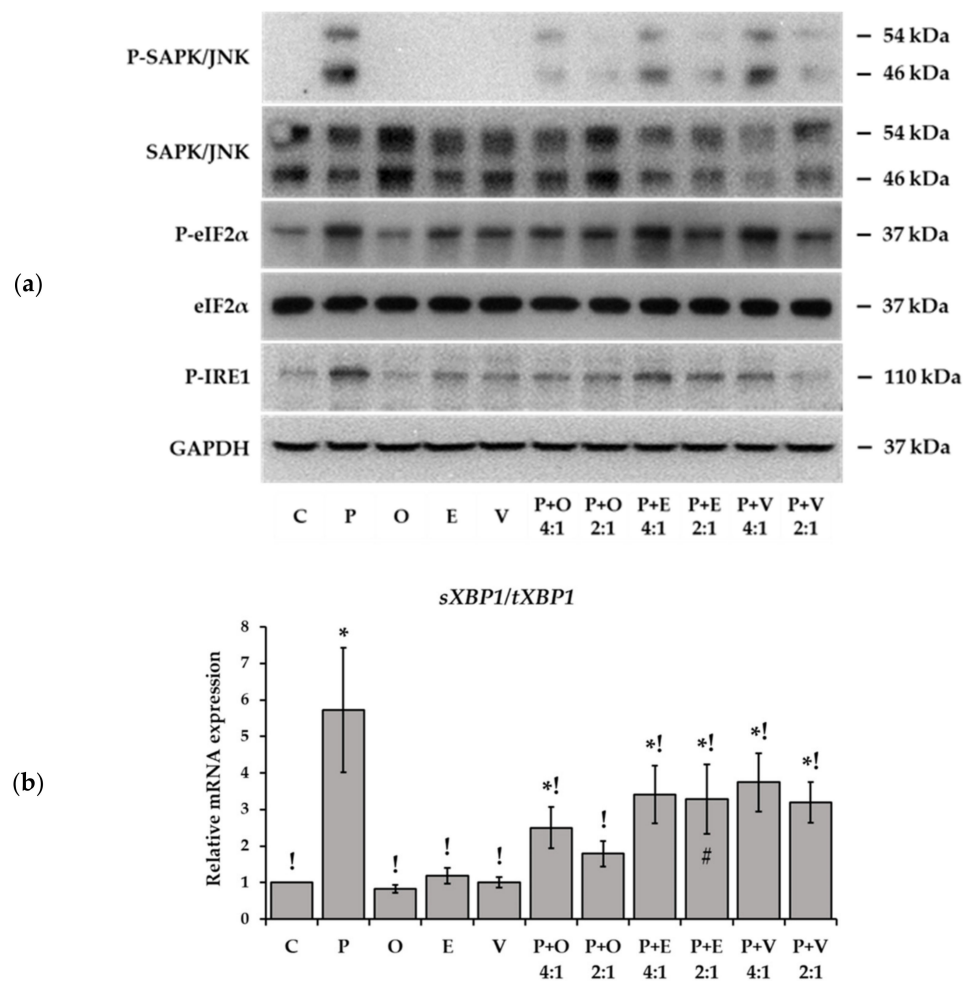 (a)
P-SAPK/JNK
54 kDa
46 kDa
SAPK/JNK
54 kDa
46 kDa
P-eIF2α
37 kDa
eIF2α
37 kDa
P-IRE1
110 kDa
GAPDH
37 kDa
C P O E V P+O 4:1 P+O 2:1 P+E 4:1 P+E 2:1 P+V 4:1 P+V 2:1
(b)
sXBP1/tXBP1
Relative mRNA expression
8
7
6
5
4
3
2
1
0
! * ! ! ! *! ! *! *! *! *!
#
C P O E V P+O 4:1 P+O 2:1 P+E 4:1 P+E 2:1 P+V 4:1 P+V 2:1